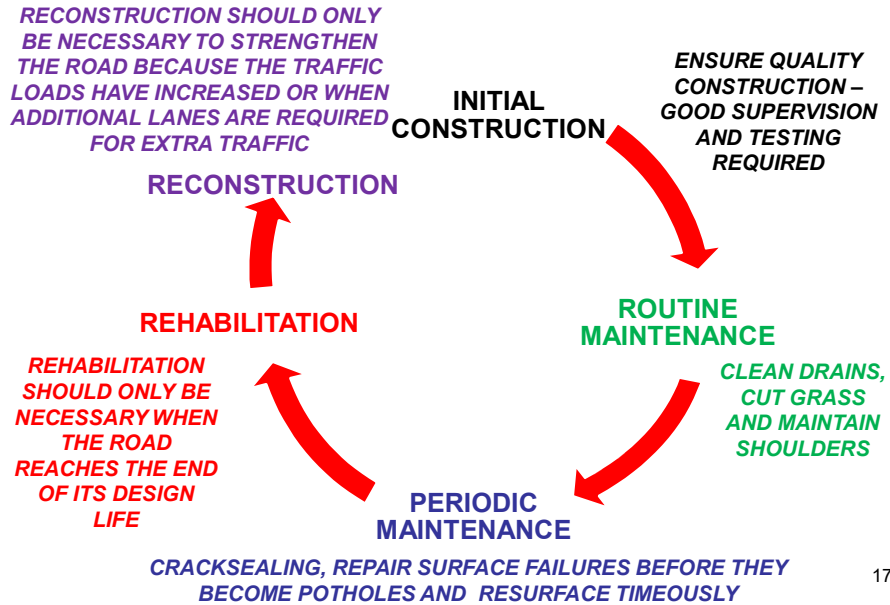 RECONSTRUCTION SHOULD ONLY
BE NECESSARY TO STRENGTHEN
THE ROAD BECAUSE THE TRAFFIC
LOADS HAVE INCREASED OR WHEN
ADDITIONAL LANES ARE REQUIRED
FOR EXTRA TRAFFIC
RECONSTRUCTION
INITIAL
CONSTRUCTION
ENSURE QUALITY
CONSTRUCTION –
GOOD SUPERVISION
AND TESTING
REQUIRED
ROUTINE
MAINTENANCE
CLEAN DRAINS,
CUT GRASS
AND MAINTAIN
SHOULDERS
REHABILITATION
REHABILITATION
SHOULD ONLY BE
NECESSARY WHEN
THE ROAD
REACHES THE END
OF ITS DESIGN
LIFE
PERIODIC
MAINTENANCE
CRACKSEALING, REPAIR SURFACE FAILURES BEFORE THEY
BECOME POTHOLES AND RESURFACE TIMEOUSLY
17